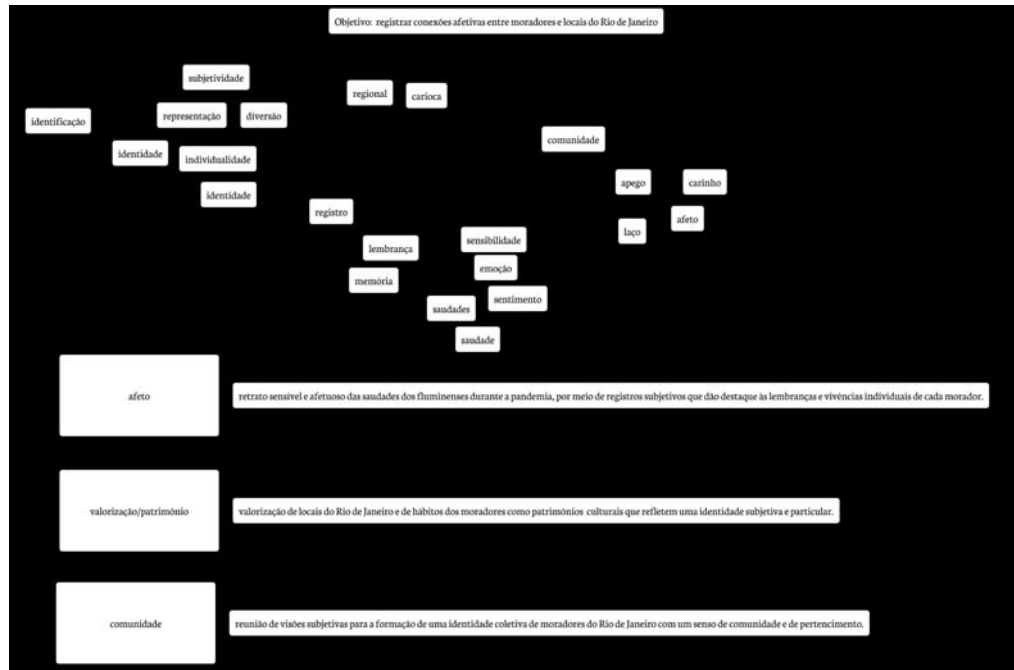 Objetivo: registrar conexões afetivas entre moradores e locais do Rio de Janeiro
subjetividade
regional
carioca
identificação
representação
diversão
comunidade
identidade
individualidade
apego
carinho
identidade
registro
afeto
laço
lembrança
sensibilidade
emoção
memória
sentimento
saudades
saudade
afeto
retrato sensível e afetuoso das saudades dos fluminenses durante a pandemia, por meio de registros subjetivos que dão destaque às lembranças e vivências individuais de cada morador.
valorização/patrimônio
valorização de locais do Rio de Janeiro e de hábitos dos moradores como patrimônios culturais que refletem uma identidade subjetiva e particular.
comunidade
reunião de visões subjetivas para a formação de uma identidade coletiva de moradores do Rio de Janeiro com um senso de comunidade e de pertencimento.